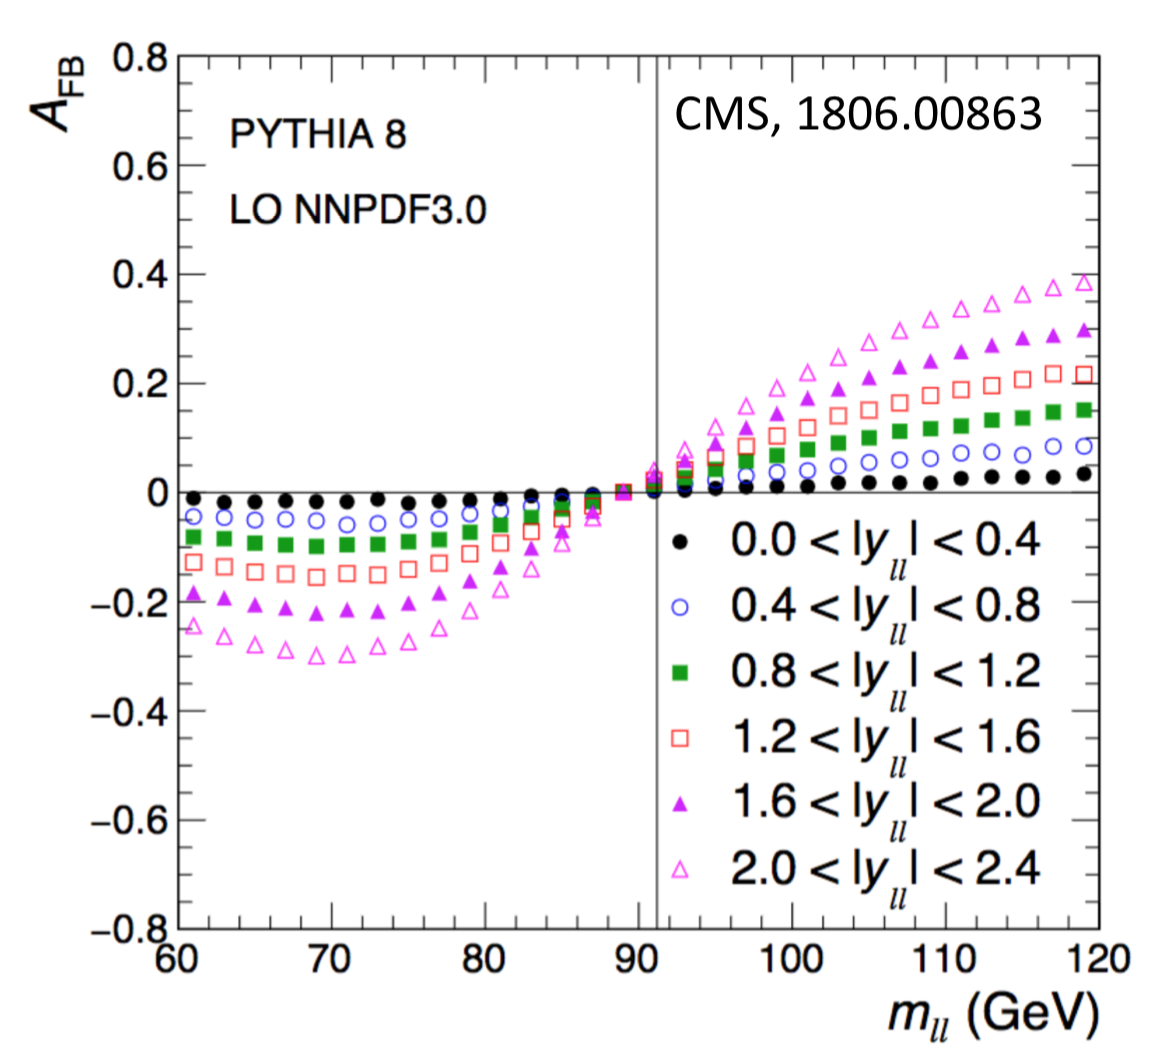 A_FB
0.8
0.6
0.4
0.2
0
−0.2
−0.4
−0.6
−0.8
PYTHIA 8
LO NNPDF3.0
CMS, 1806.00863
0.0 < |y_ll| < 0.4
0.4 < |y_ll| < 0.8
0.8 < |y_ll| < 1.2
1.2 < |y_ll| < 1.6
1.6 < |y_ll| < 2.0
2.0 < |y_ll| < 2.4
60 70 80 90 100 110 120
m_ll (GeV)